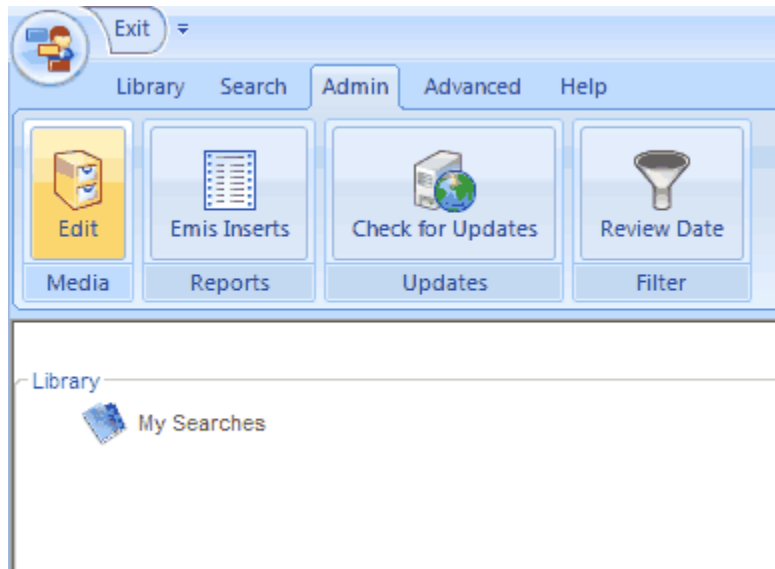 Exit
Library Search Admin Advanced Help
Edit Emis Inserts Check for Updates Review Date
Media Reports Updates Filter
Library
My Searches